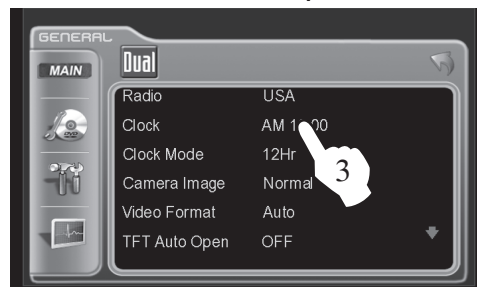 GENERAL
MAIN
Dual
Radio USA
Clock AM 1 :00
Clock Mode 12Hr
Camera Image Normal
Video Format Auto
TFT Auto Open OFF
3